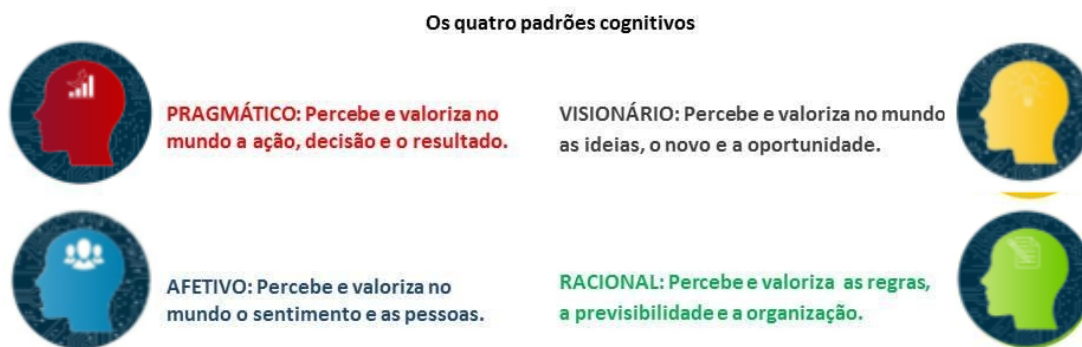 Os quatro padrões cognitivos
PRAGMÁTICO: Percebe e valoriza no
mundo a ação, decisão e o resultado.
VISIONÁRIO: Percebe e valoriza no mundo
as ideias, o novo e a oportunidade.
AFETIVO: Percebe e valoriza no
mundo o sentimento e as pessoas.
RACIONAL: Percebe e valoriza as regras,
a previsibilidade e a organização.